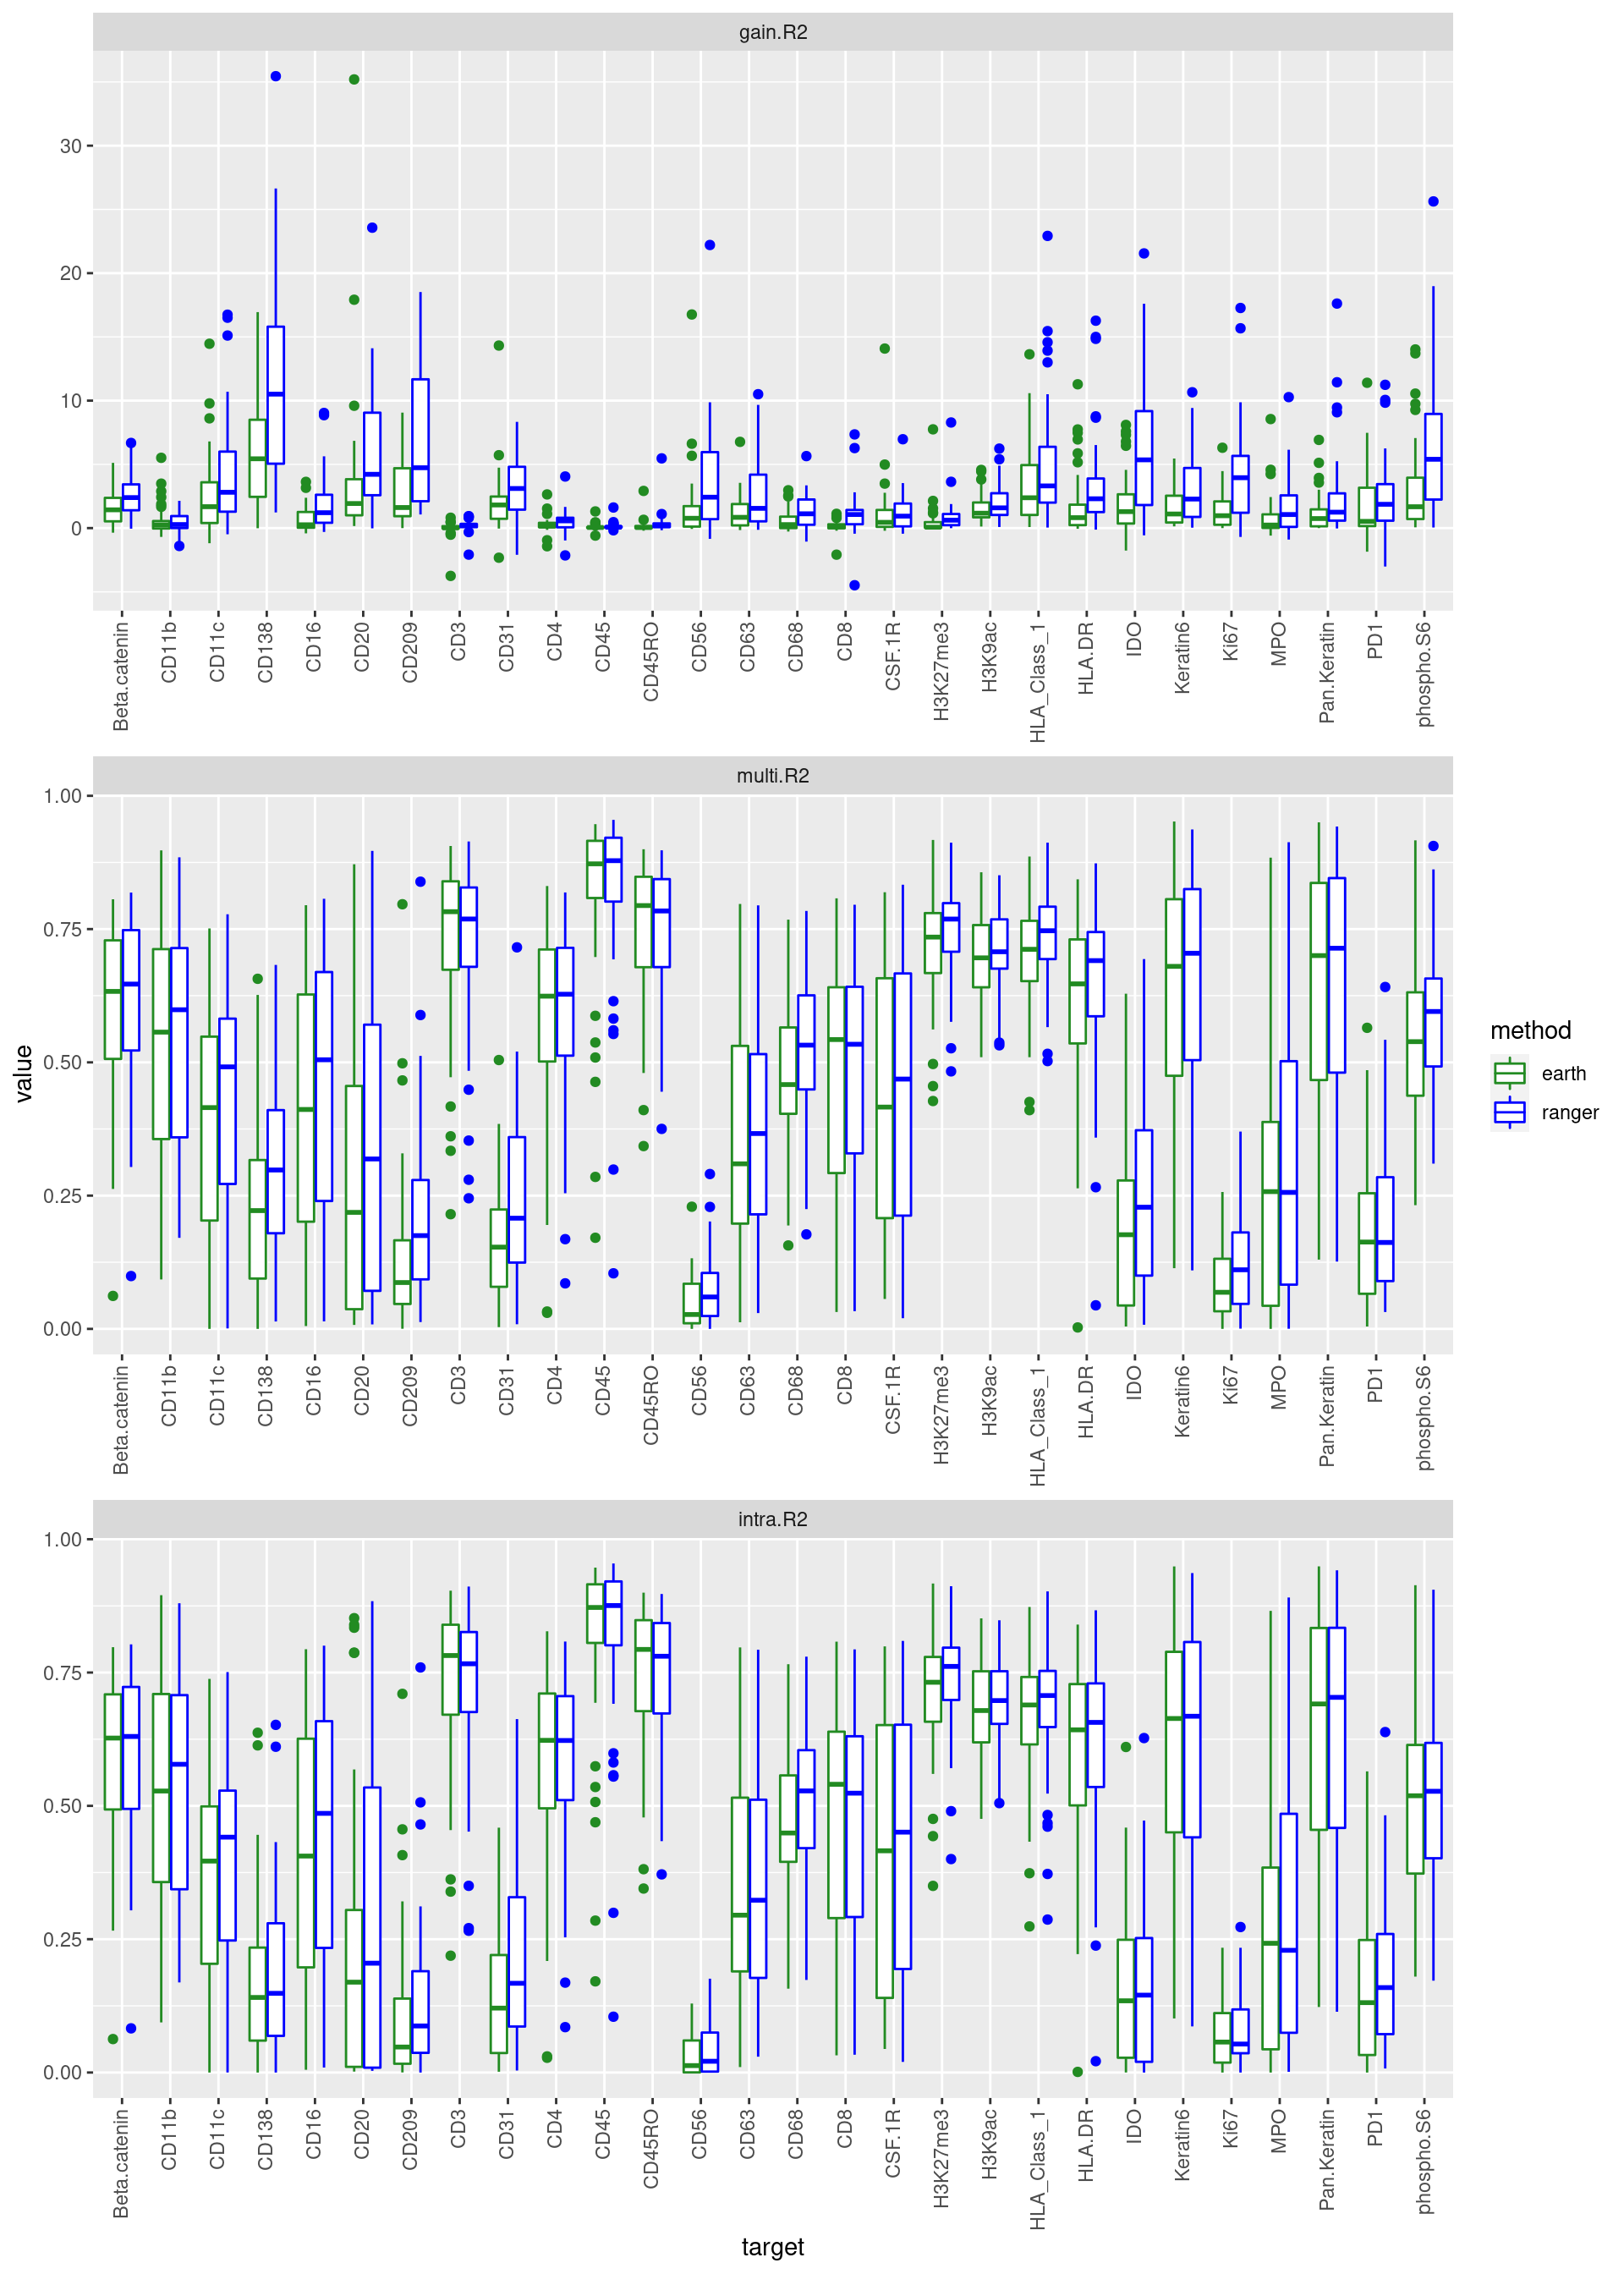 gain.R2
30
20
10
0
Beta.catenin
CD11b
CD11c
CD138
CD16
CD20
CD209
CD3
CD31
CD4
CD45
CD45RO
CD56
CD63
CD68
CD8
CSF.1R
H3K27me3
H3K9ac
HLA_Class_1
HLA.DR
IDO
Keratin6
Ki67
MPO
Pan.Keratin
PD1
phospho.S6
multi.R2
1.00
0.75
0.50
0.25
0.00
value
Beta.catenin
CD11b
CD11c
CD138
CD16
CD20
CD209
CD3
CD31
CD4
CD45
CD45RO
CD56
CD63
CD68
CD8
CSF.1R
H3K27me3
H3K9ac
HLA_Class_1
HLA.DR
IDO
Keratin6
Ki67
MPO
Pan.Keratin
PD1
phospho.S6
method
earth
ranger
intra.R2
1.00
0.75
0.50
0.25
0.00
Beta.catenin
CD11b
CD11c
CD138
CD16
CD20
CD209
CD3
CD31
CD4
CD45
CD45RO
CD56
CD63
CD68
CD8
CSF.1R
H3K27me3
H3K9ac
HLA_Class_1
HLA.DR
IDO
Keratin6
Ki67
MPO
Pan.Keratin
PD1
phospho.S6
target